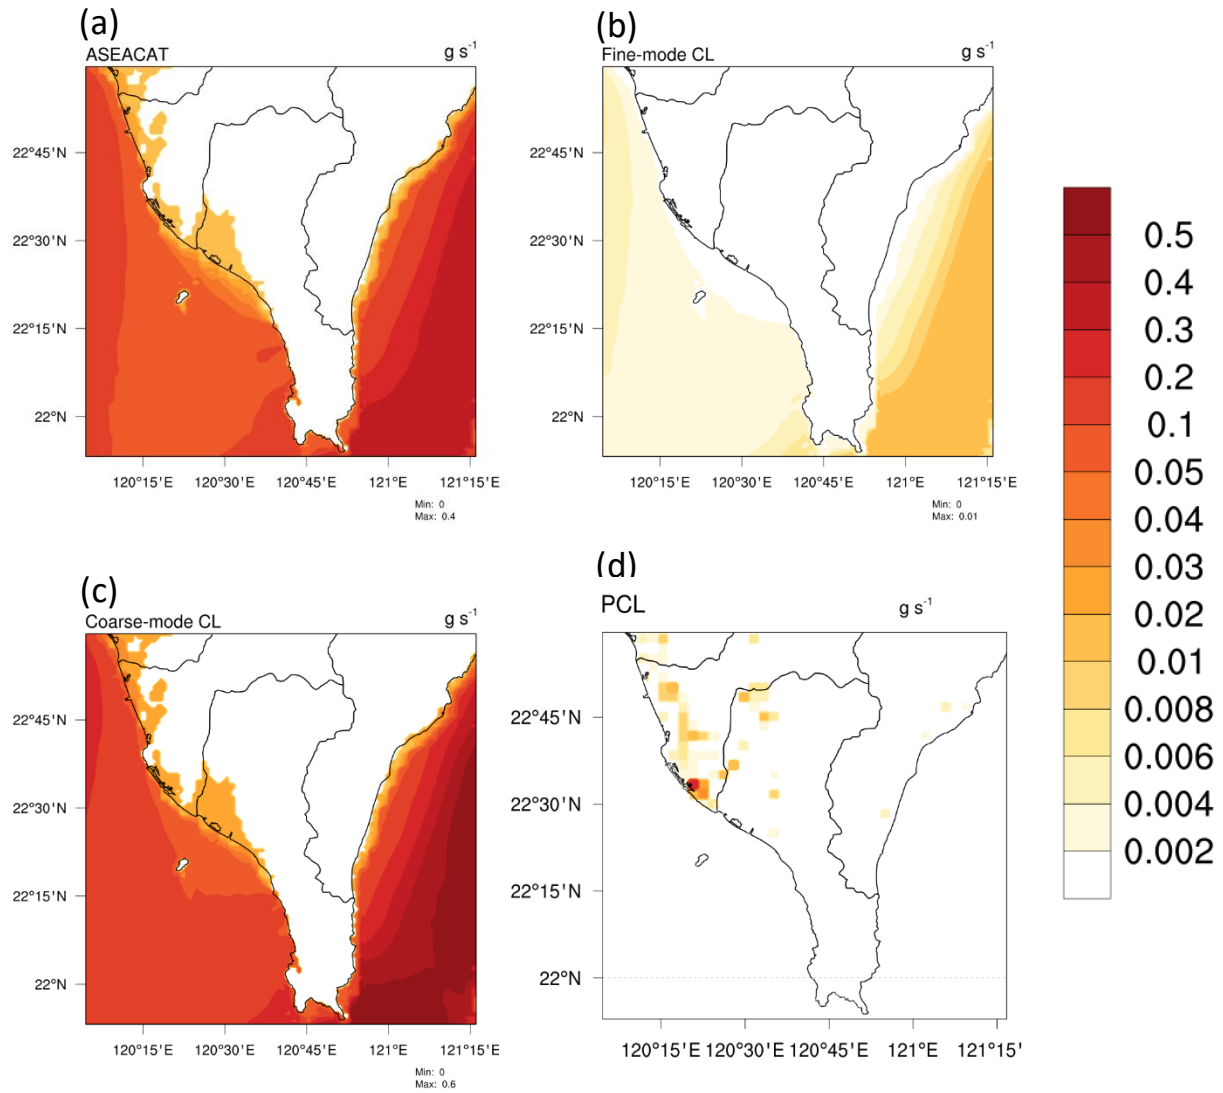 (a)
ASEACAT g s-1
22°45'N
22°30'N
22°15'N
22°N
120°15'E 120°30'E 120°45'E 121°E 121°15'E
Min: 0
Max: 0.4
(b)
Fine-mode CL g s-1
22°45'N
22°30'N
22°15'N
22°N
120°15'E 120°30'E 120°45'E 121°E 121°15'E
Min: 0
Max: 0.01
(c)
Coarse-mode CL g s-1
22°45'N
22°30'N
22°15'N
22°N
120°15'E 120°30'E 120°45'E 121°E 121°15'E
Min: 0
Max: 0.6
(d)
PCL g s-1
22°45'N
22°30'N
22°15'N
22°N
120°15'E 120°30'E 120°45'E 121°E 121°15'
0.5
0.4
0.3
0.2
0.1
0.05
0.04
0.03
0.02
0.01
0.008
0.006
0.004
0.002